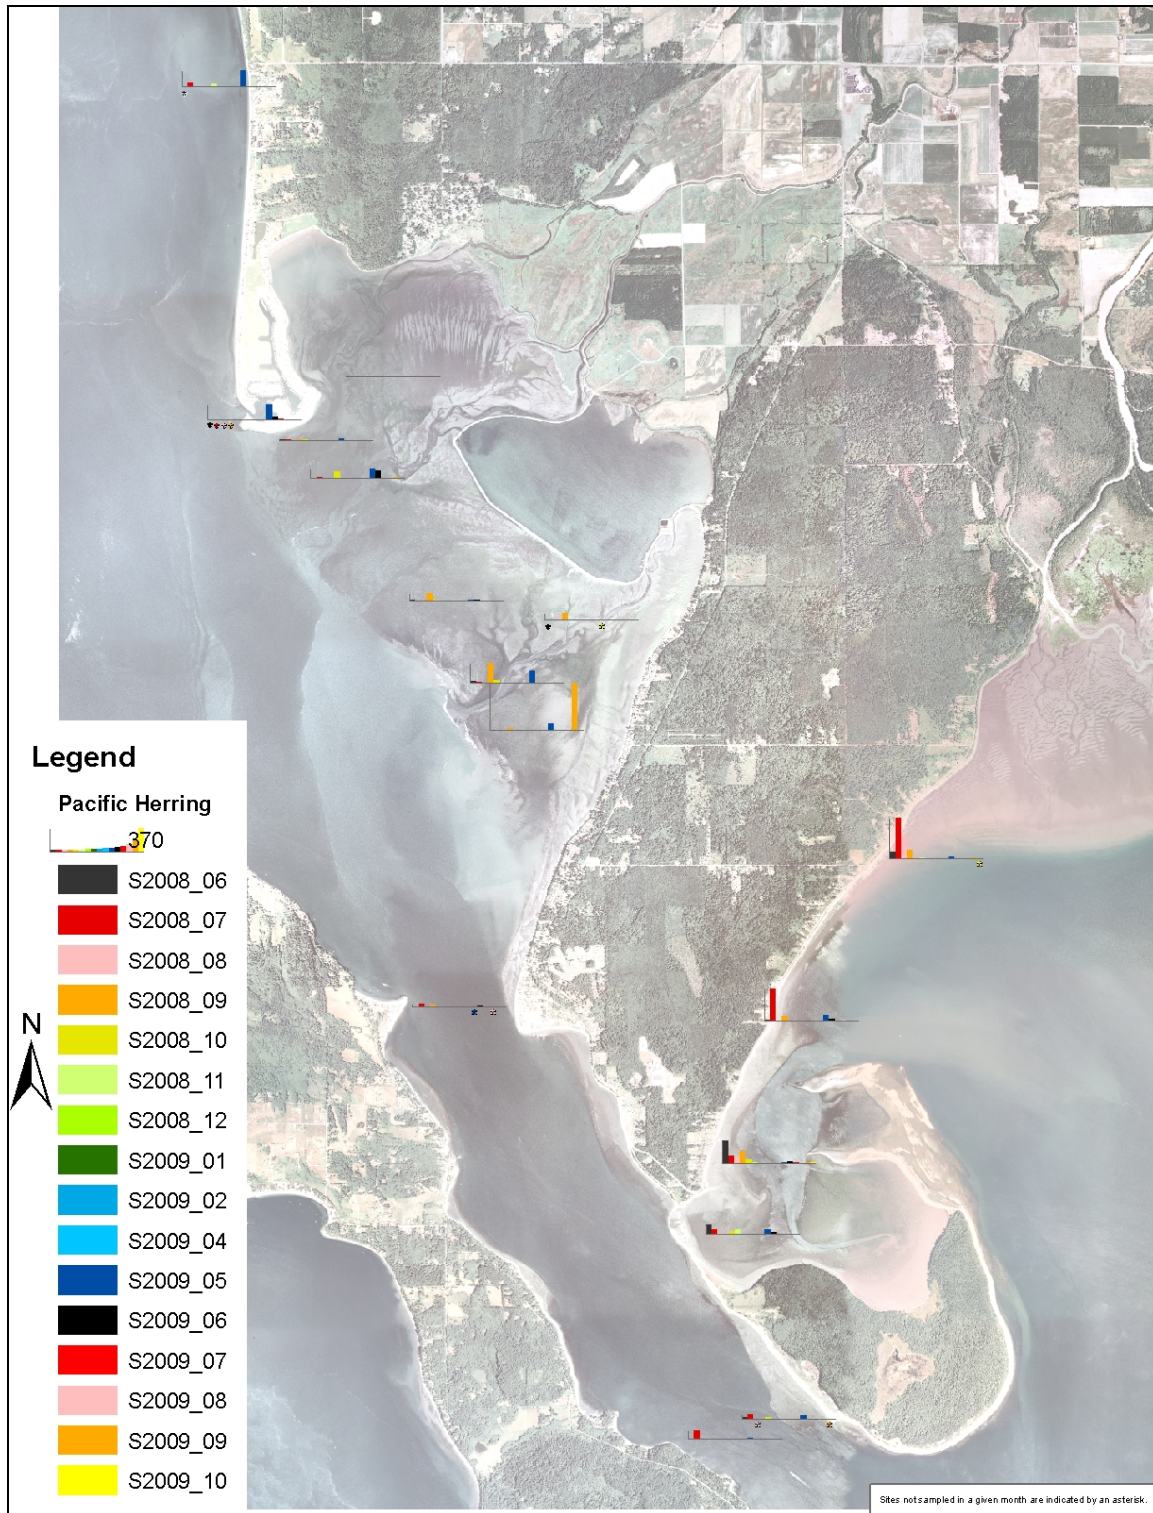 Legend
Pacific Herring
370
S2008_06
S2008_07
S2008_08
S2008_09
S2008_10
S2008_11
S2008_12
S2009_01
S2009_02
S2009_04
S2009_05
S2009_06
S2009_07
S2009_08
S2009_09
S2009_10
N
Sites not sampled in a given month are indicated by an asterisk.